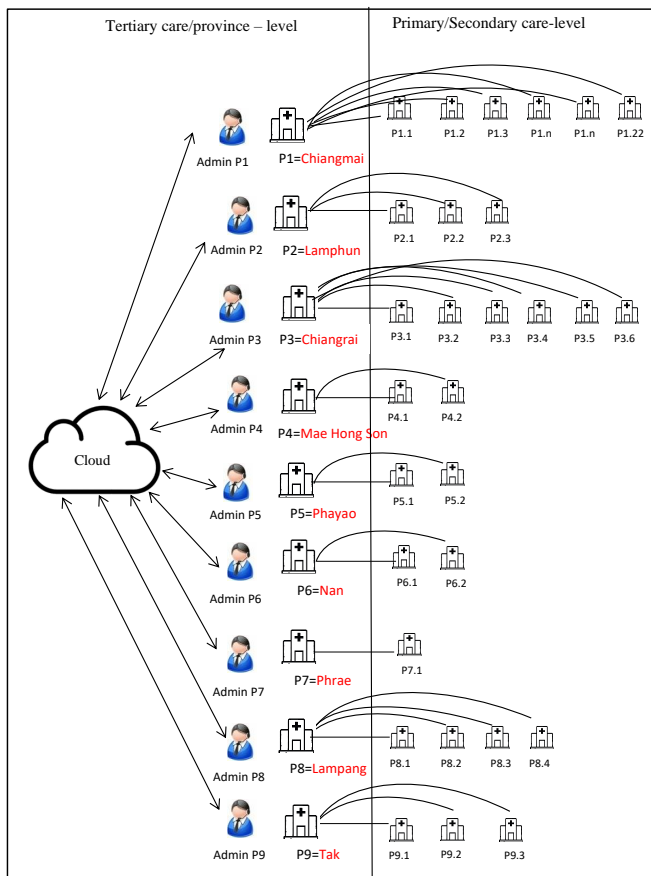 Tertiary care/province – level
Primary/Secondary care-level
Admin P1
P1=Chiangmai
P1.1
P1.2
P1.3
P1.n
P1.n
P1.22
Admin P2
P2=Lamphun
P2.1
P2.2
P2.3
Admin P3
P3=Chiangrai
P3.1
P3.2
P3.3
P3.4
P3.5
P3.6
Admin P4
P4=Mae Hong Son
P4.1
P4.2
Cloud
Admin P5
P5=Phayao
P5.1
P5.2
Admin P6
P6=Nan
P6.1
P6.2
Admin P7
P7=Phrae
P7.1
Admin P8
P8=Lampang
P8.1
P8.2
P8.3
P8.4
Admin P9
P9=Tak
P9.1
P9.2
P9.3